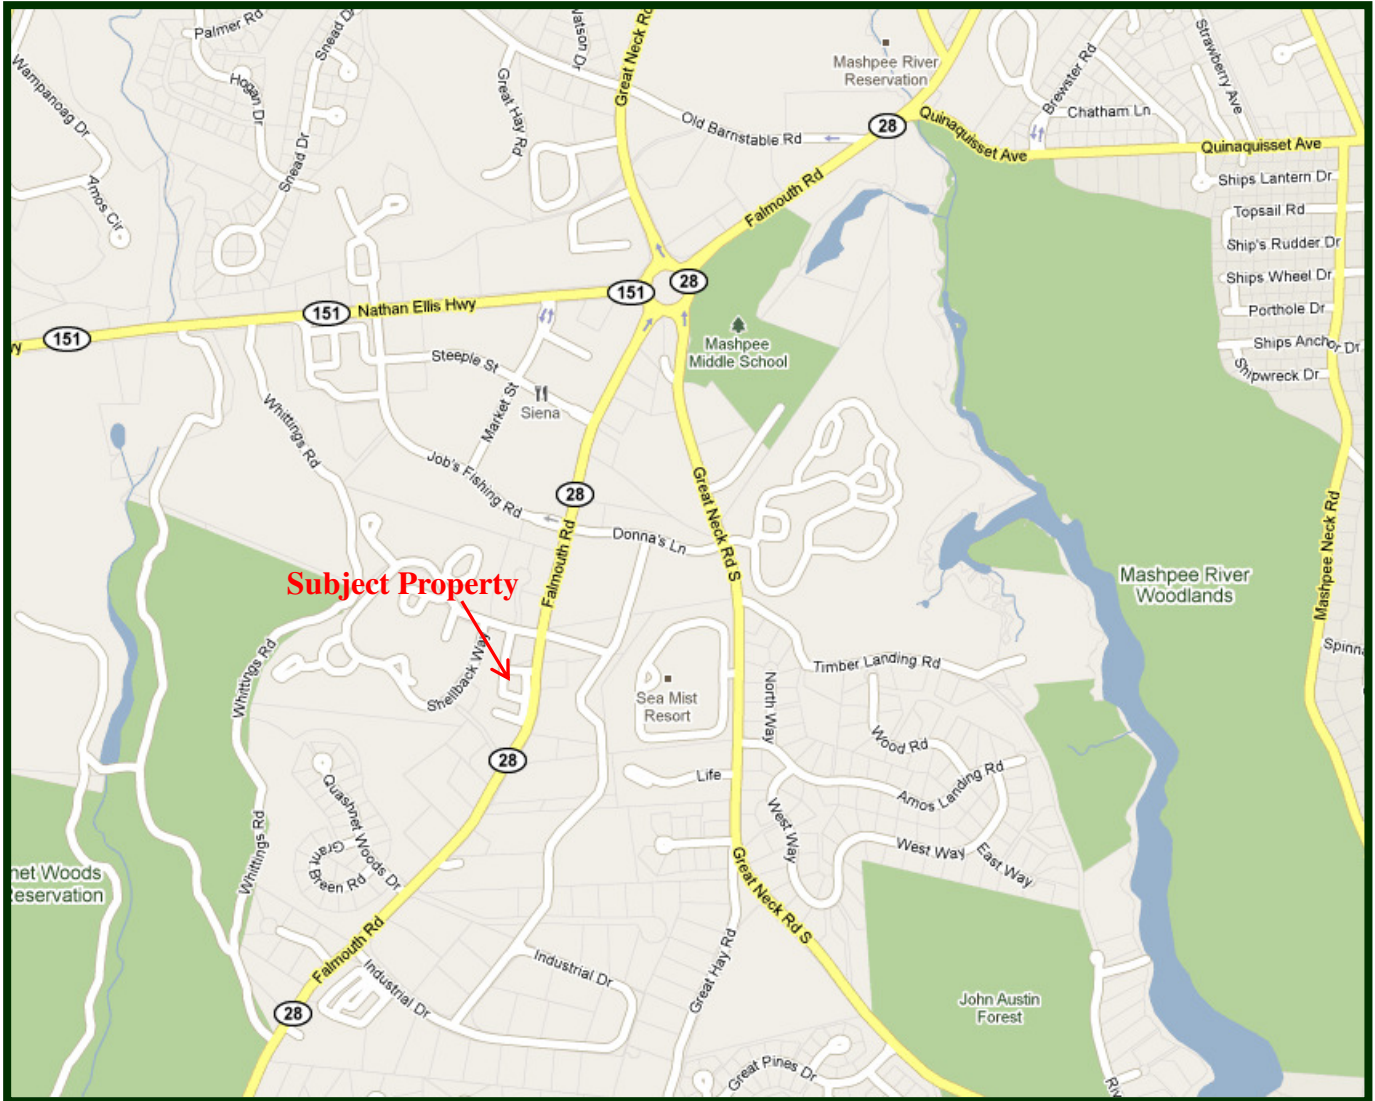 Palmer Rd
Snead Dr
Watson Dr
Great Neck Rd
Mashpee River
Reservation
Brewster Rd
Strawberry Ave
Wampanoag Dr
Hogan Dr
Great Hay Rd
Chatham Ln
Old Barnstable Rd
28
Quinaquisset Ave
Quinaquisset Ave
Snead Dr
Amos Cir
Falmouth Rd
Ships Lantern Dr
Topsail Rd
Ship's Rudder Dr
Ships Wheel Dr
151
28
Porthole Dr
151
Nathan Ellis Hwy
151
Mashpee
Middle School
Ships Anchor Dr
Shipwreck Dr
Steeple St
Market St
Siena
Whittings Rd
Job's Fishing Rd
28
Great Neck Rd S
Donna's Ln
Falmouth Rd
Subject Property
Mashpee River
Woodlands
Mashpee Neck Rd
Whittings Rd
Shellback Way
Timber Landing Rd
Sea Mist
Resort
North Way
Wood Rd
28
Life
Amos Landing Rd
Quashnet Woods Dr
Grant
Breen Rd
Whittings Rd
West Way
West Way
East Way
net Woods
Reservation
Great Neck Rd S
Falmouth Rd
Great Hay Rd
Industrial Dr
Industrial Dr
28
John Austin
Forest
Great Pines Dr
Riv